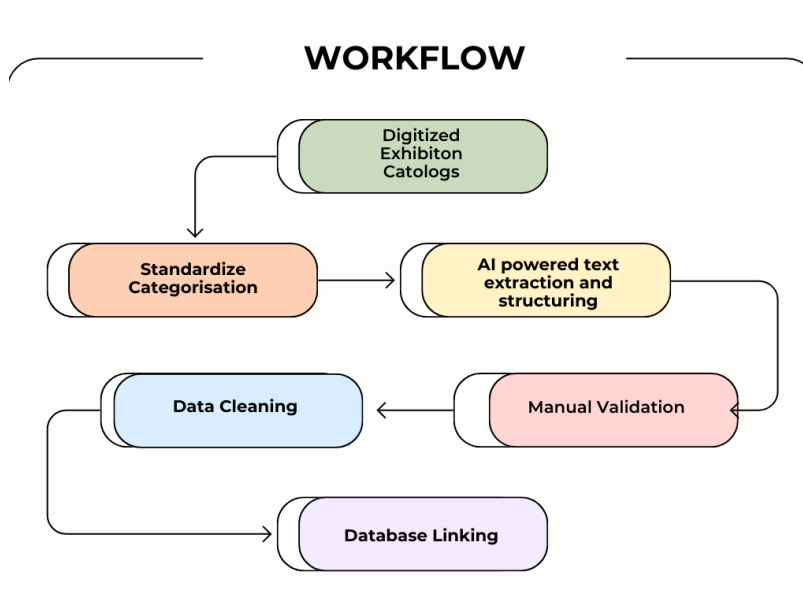 WORKFLOW
Digitized
Exhibiton
Catologs
Standardize
Categorisation
AI powered text
extraction and
structuring
Manual Validation
Data Cleaning
Database Linking